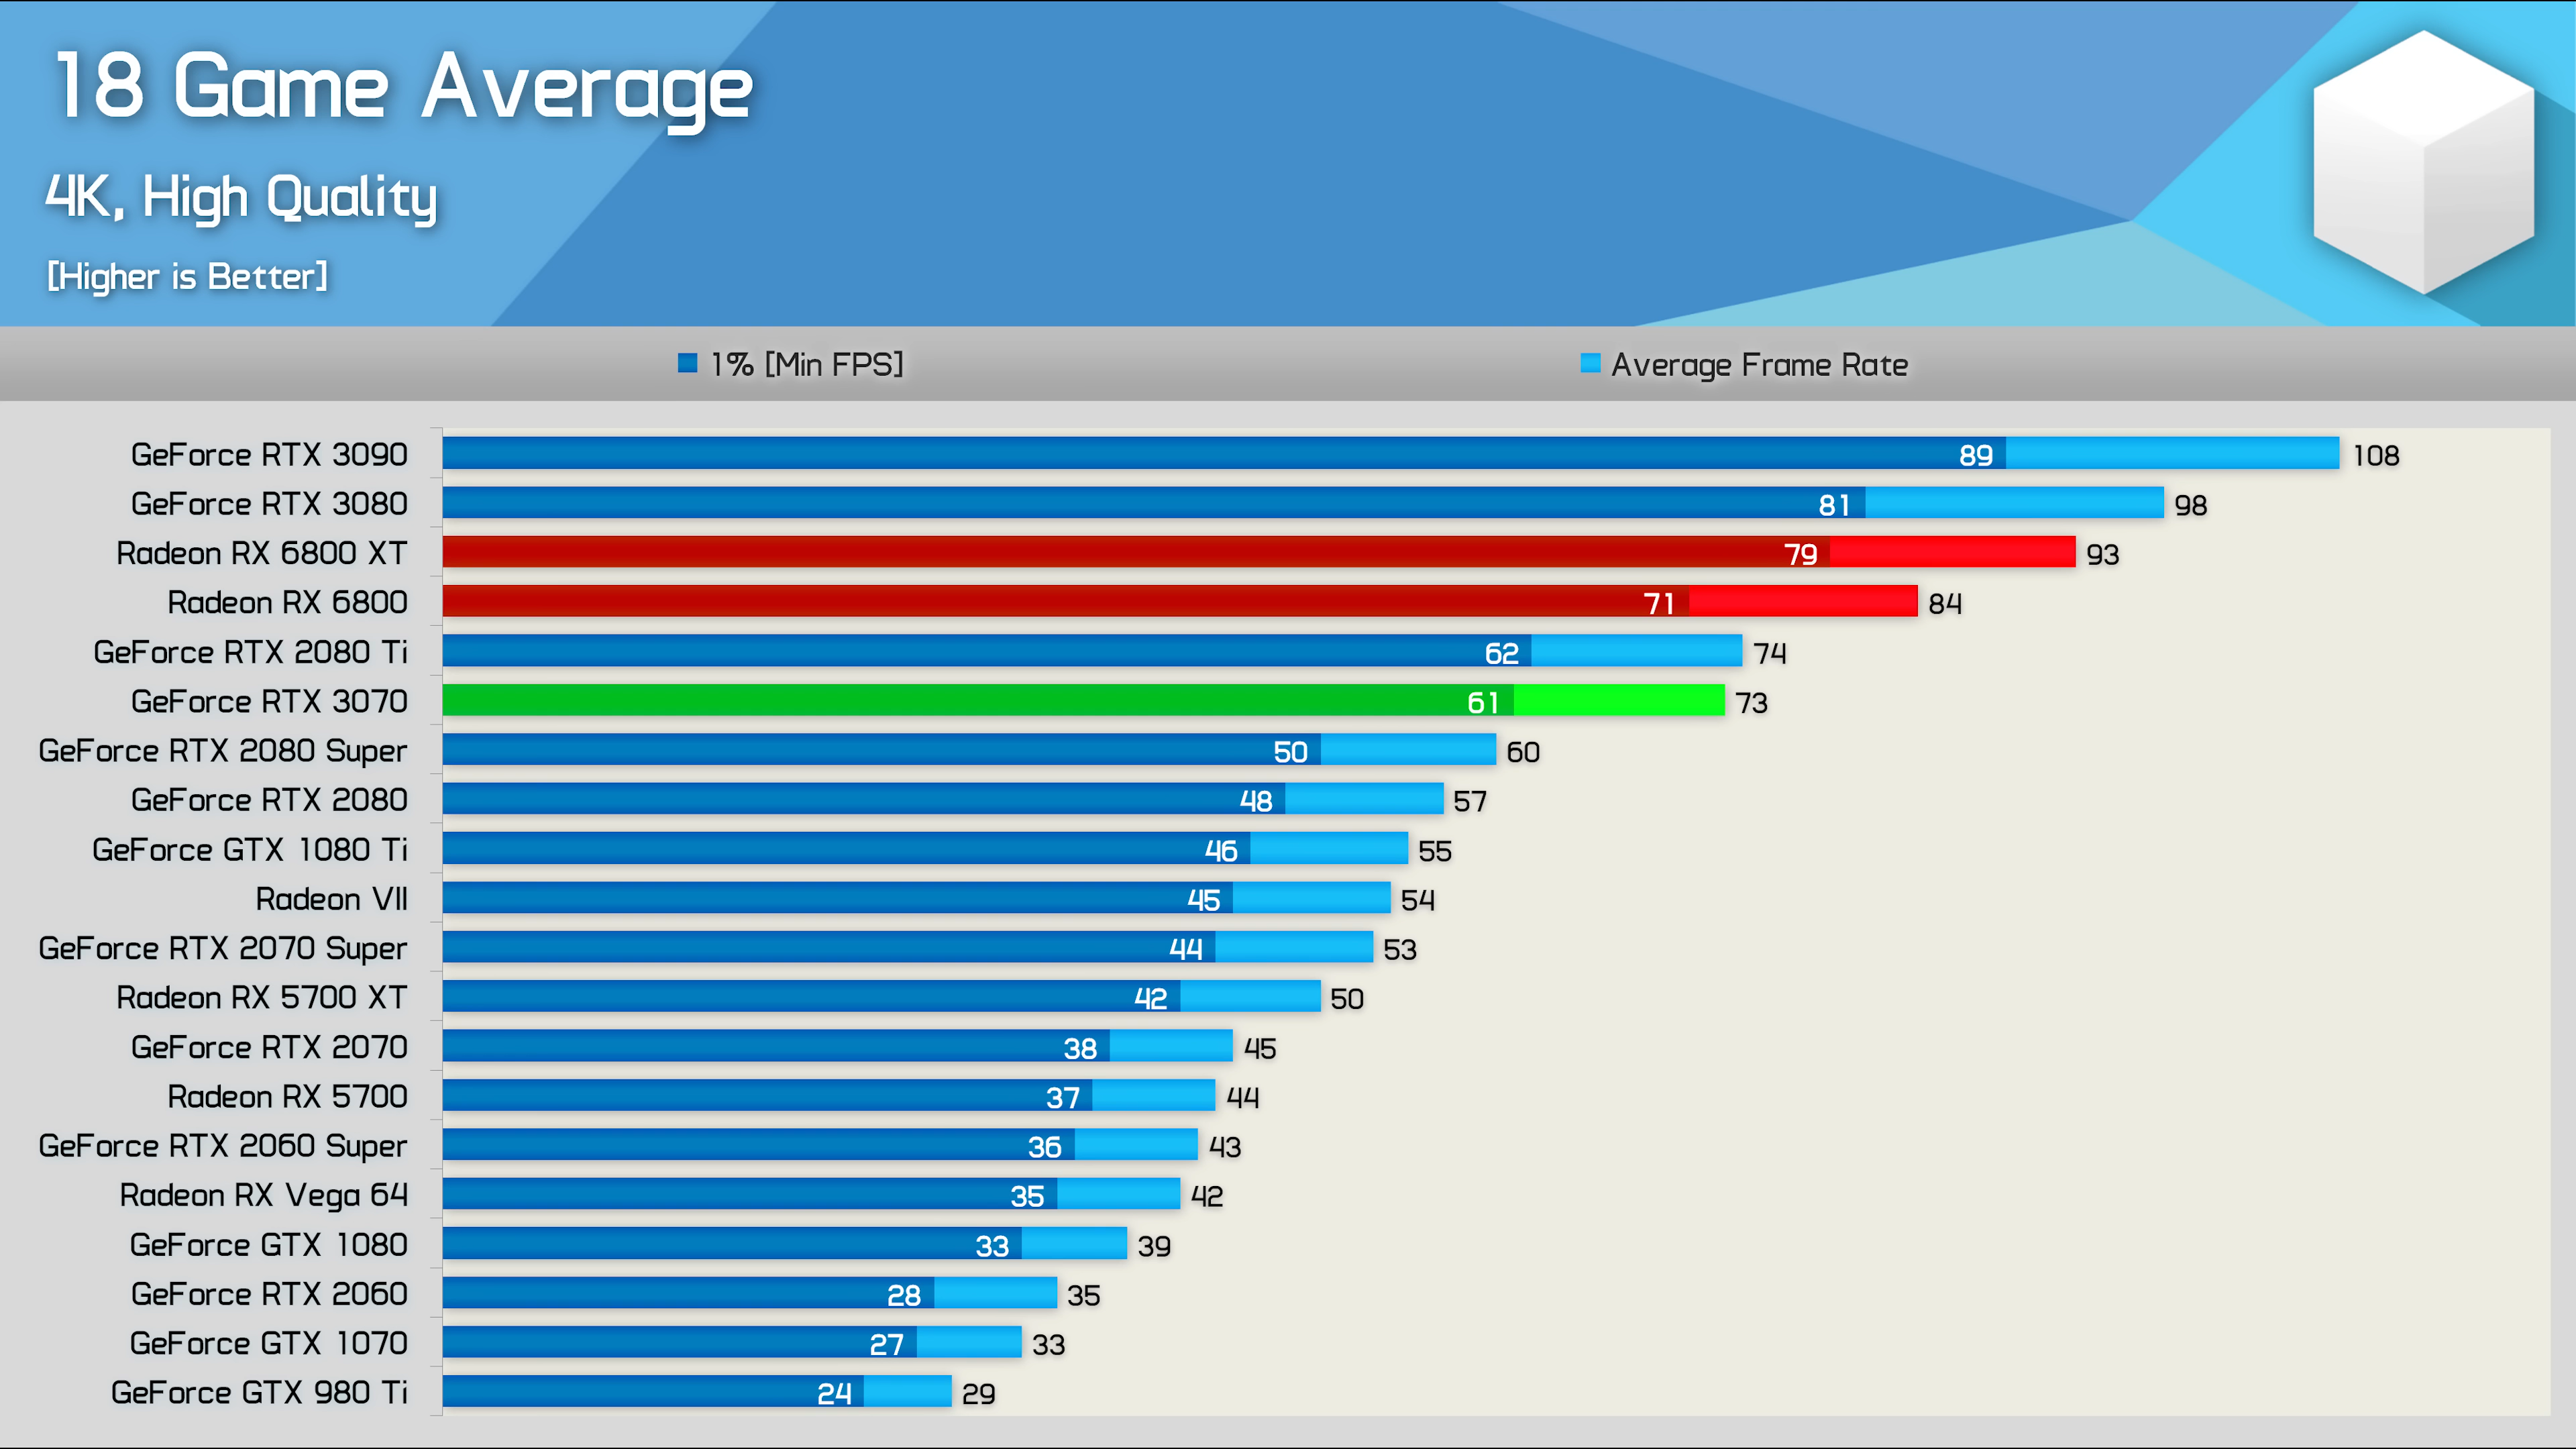 18 Game Average
4K, High Quality
[Higher is Better]
1% [Min FPS] Average Frame Rate
GeForce RTX 3090 89 108
GeForce RTX 3080 81 98
Radeon RX 6800 XT 79 93
Radeon RX 6800 71 84
GeForce RTX 2080 Ti 62 74
GeForce RTX 3070 61 73
GeForce RTX 2080 Super 50 60
GeForce RTX 2080 48 57
GeForce GTX 1080 Ti 46 55
Radeon VII 45 54
GeForce RTX 2070 Super 44 53
Radeon RX 5700 XT 42 50
GeForce RTX 2070 38 45
Radeon RX 5700 37 44
GeForce RTX 2060 Super 36 43
Radeon RX Vega 64 35 42
GeForce GTX 1080 33 39
GeForce RTX 2060 28 35
GeForce GTX 1070 27 33
GeForce GTX 980 Ti 24 29